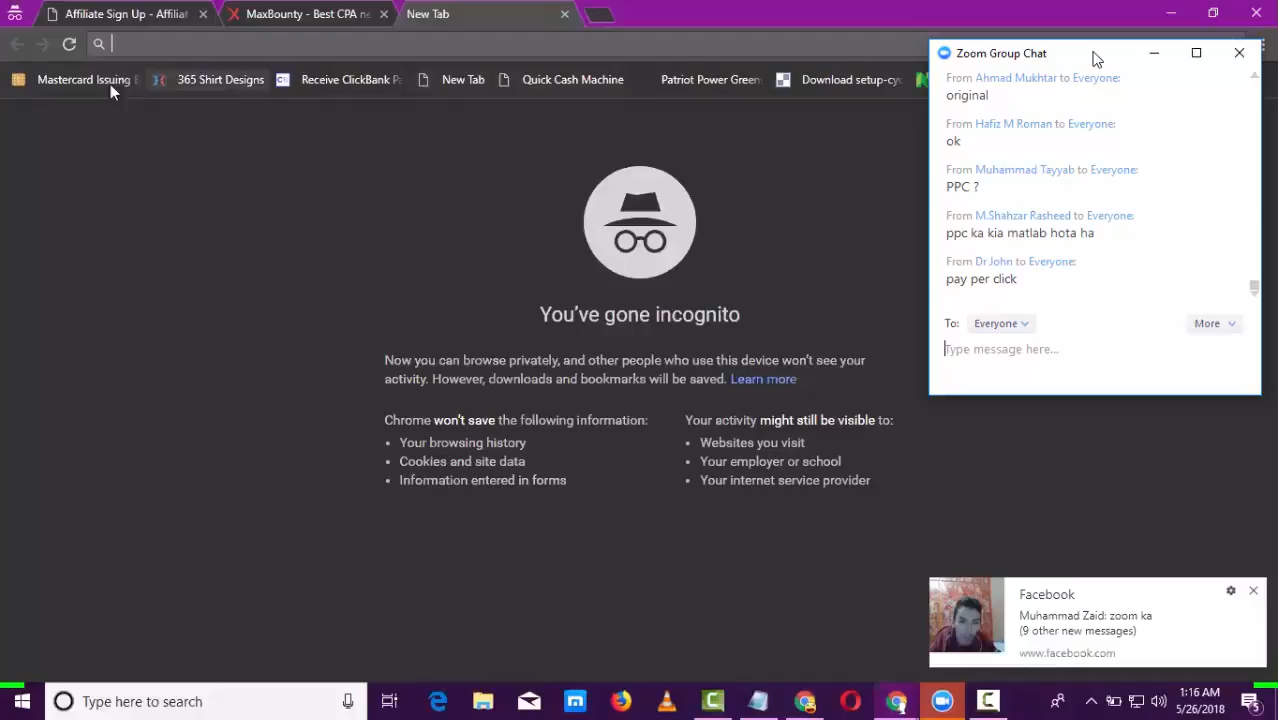 Affiliate Sign Up - Affiliat
MaxBounty - Best CPA ne
New Tab
Mastercard Issuing E
365 Shirt Designs
Receive ClickBank Pa
New Tab
Quick Cash Machine
Patriot Power Green
Download setup-cyc
Zoom Group Chat
From Ahmad Mukhtar to Everyone:
original
From Hafiz M Roman to Everyone:
ok
From Muhammad Tayyab to Everyone:
PPC ?
From M.Shahzar Rasheed to Everyone:
ppc ka kia matlab hota ha
From Dr John to Everyone:
pay per click
To: Everyone
More
Type message here...
You've gone incognito
Now you can browse privately, and other people who use this device won't see your
activity. However, downloads and bookmarks will be saved. Learn more
Chrome won't save the following information:
• Your browsing history
• Cookies and site data
• Information entered in forms
Your activity might still be visible to:
• Websites you visit
• Your employer or school
• Your internet service provider
Facebook
Muhammad Zaid: zoom ka
(9 other new messages)
www.facebook.com
Type here to search
1:16 AM
5/26/2018
5